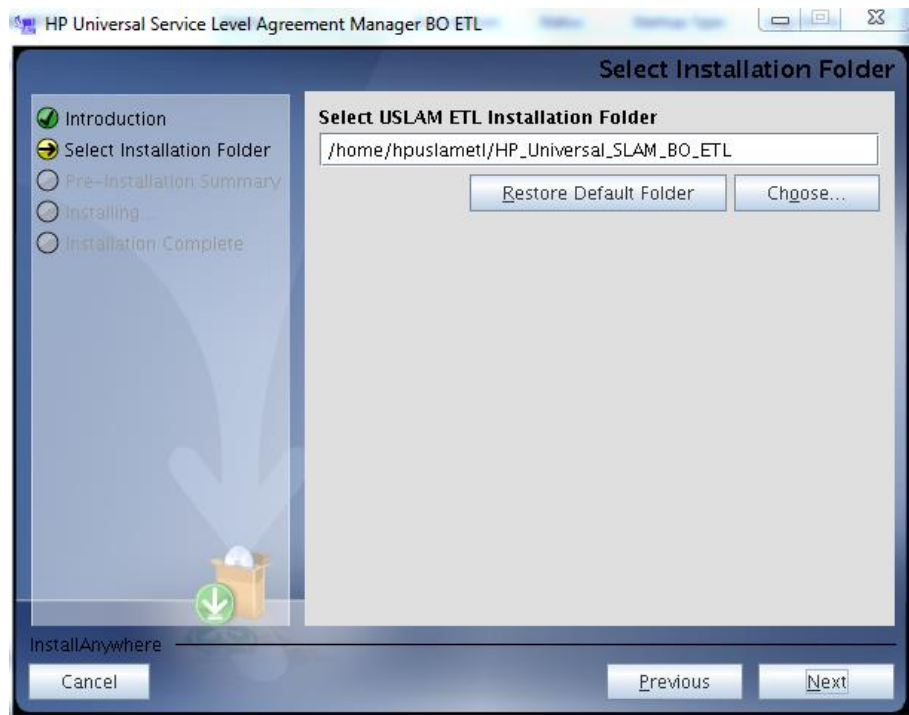 HP Universal Service Level Agreement Manager BO ETL
Select Installation Folder
Introduction
Select Installation Folder
Pre-Installation Summary
Installing...
Installation Complete
Select USLAM ETL Installation Folder
/home/hpuslametl/HP_Universal_SLAM_BO_ETL
Restore Default Folder
Choose...
InstallAnywhere
Cancel
Previous
Next